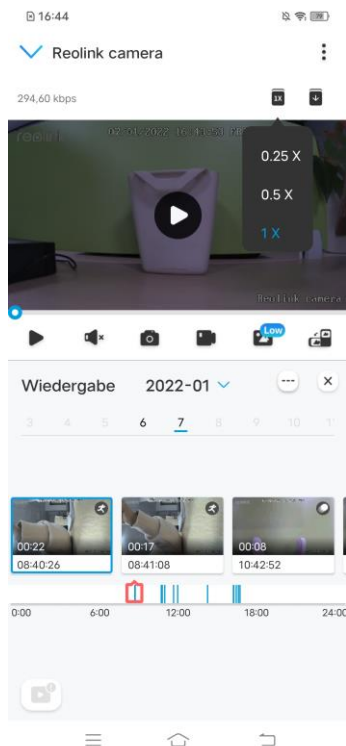 16:44
Reolink camera
294,60 kbps
1X
0.25 X
0.5 X
1 X
Reolink camera
Low
Wiedergabe 2022-01
3 4 5 6 7 8 9 10 11
00:22
08:40:26
00:17
08:41:08
00:08
10:42:52
0:00 6:00 12:00 18:00 24:00